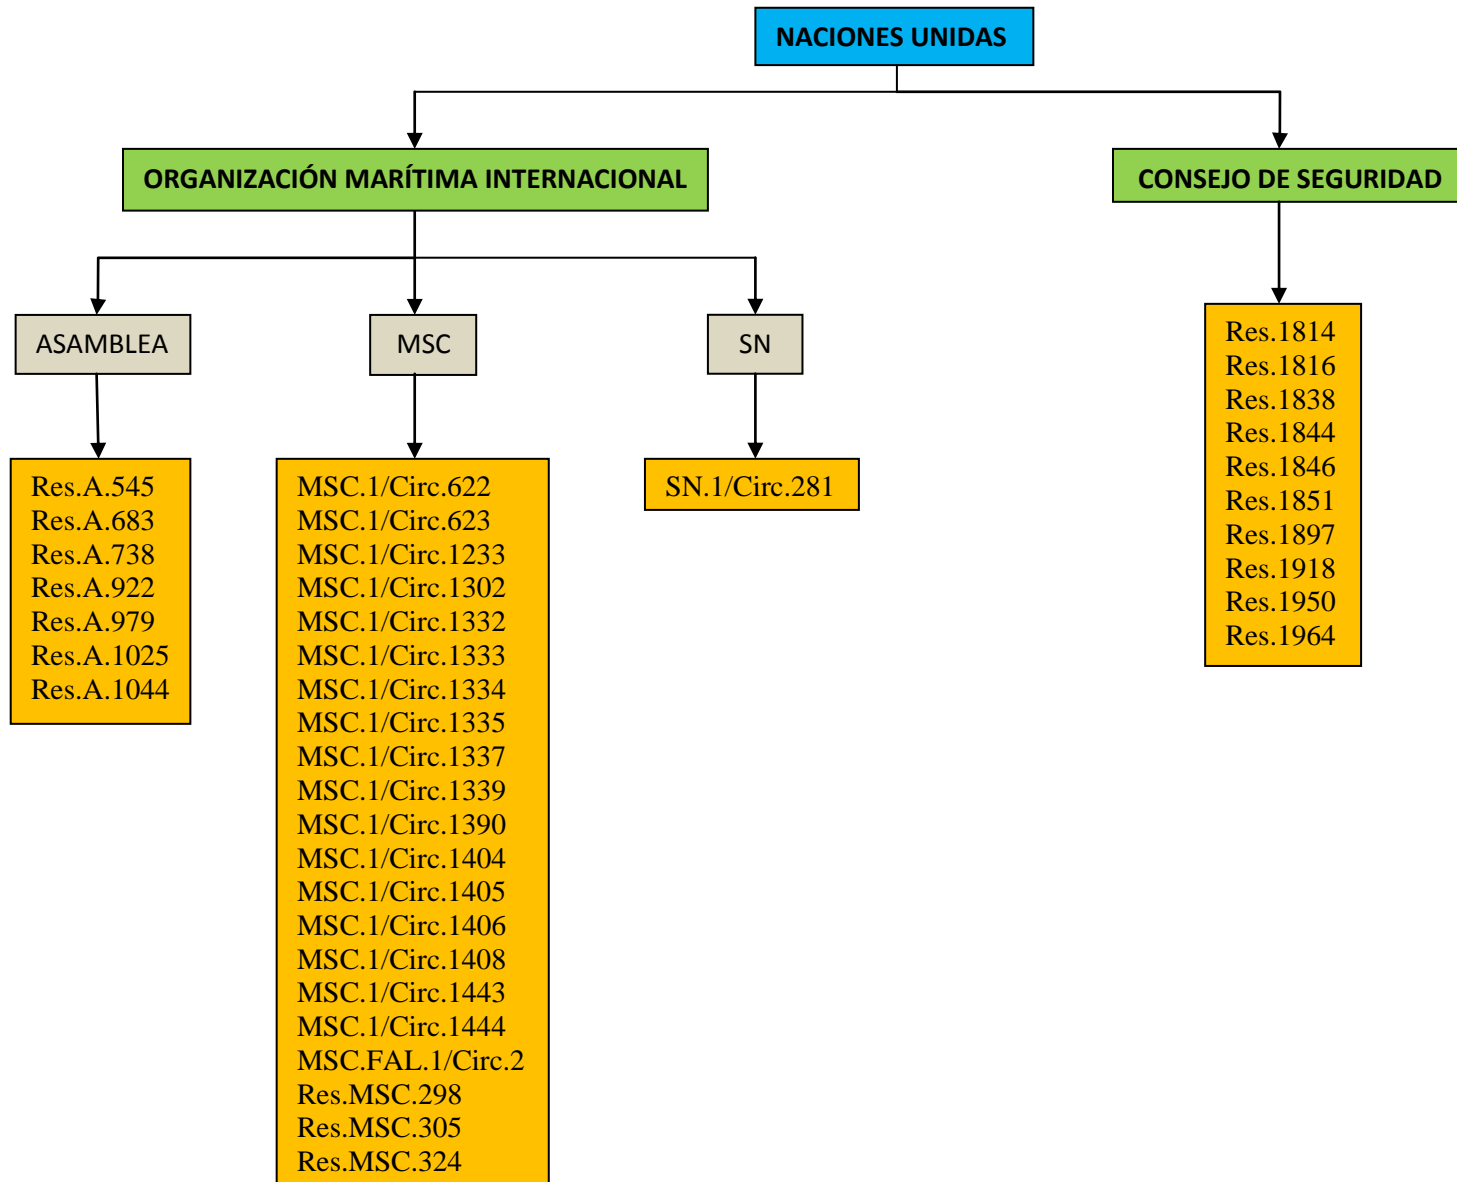 NACIONES UNIDAS
ORGANIZACIÓN MARÍTIMA INTERNACIONAL
CONSEJO DE SEGURIDAD
ASAMBLEA
MSC
SN
Res.A.545
Res.A.683
Res.A.738
Res.A.922
Res.A.979
Res.A.1025
Res.A.1044
MSC.1/Circ.622
MSC.1/Circ.623
MSC.1/Circ.1233
MSC.1/Circ.1302
MSC.1/Circ.1332
MSC.1/Circ.1333
MSC.1/Circ.1334
MSC.1/Circ.1335
MSC.1/Circ.1337
MSC.1/Circ.1339
MSC.1/Circ.1390
MSC.1/Circ.1404
MSC.1/Circ.1405
MSC.1/Circ.1406
MSC.1/Circ.1408
MSC.1/Circ.1443
MSC.1/Circ.1444
MSC.FAL.1/Circ.2
Res.MSC.298
Res.MSC.305
Res.MSC.324
SN.1/Circ.281
Res.1814
Res.1816
Res.1838
Res.1844
Res.1846
Res.1851
Res.1897
Res.1918
Res.1950
Res.1964